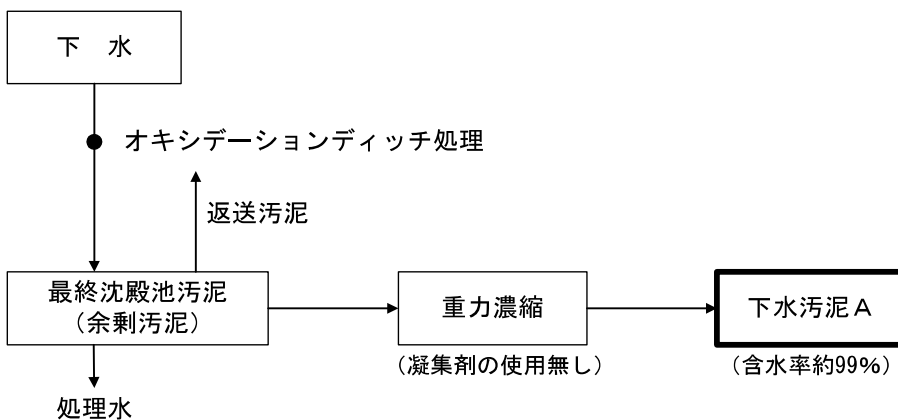 下　水
オキシデーションディッチ処理
返送汚泥
最終沈殿池汚泥
（余剰汚泥）
重力濃縮
下水汚泥Ａ
（凝集剤の使用無し）
（含水率約99％）
処理水